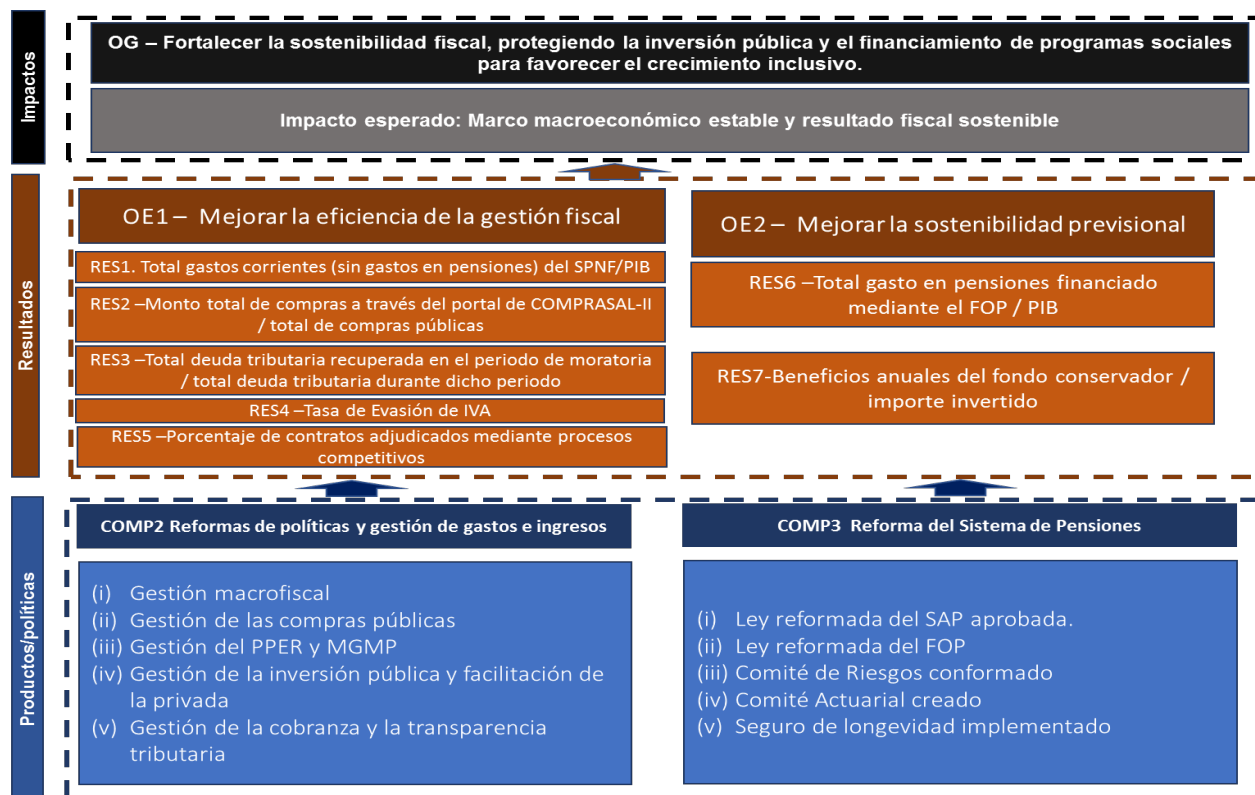 Impactos
OG – Fortalecer la sostenibilidad fiscal, protegiendo la inversión pública y el financiamiento de programas sociales
para favorecer el crecimiento inclusivo.
Impacto esperado: Marco macroeconómico estable y resultado fiscal sostenible
Resultados
OE1 – Mejorar la eficiencia de la gestión fiscal
RES1. Total gastos corrientes (sin gastos en pensiones) del SPNF/PIB
RES2 –Monto total de compras a través del portal de COMPRASAL-II
/ total de compras públicas
RES3 –Total deuda tributaria recuperada en el periodo de moratoria
/ total deuda tributaria durante dicho periodo
RES4 –Tasa de Evasión de IVA
RES5 –Porcentaje de contratos adjudicados mediante procesos
competitivos
OE2 – Mejorar la sostenibilidad previsional
RES6 –Total gasto en pensiones financiado
mediante el FOP / PIB
RES7-Beneficios anuales del fondo conservador /
importe invertido
Productos/políticas
COMP2 Reformas de políticas y gestión de gastos e ingresos
(i) Gestión macrofiscal
(ii) Gestión de las compras públicas
(iii) Gestión del PPER y MGMP
(iv) Gestión de la inversión pública y facilitación de
la privada
(v) Gestión de la cobranza y la transparencia
tributaria
COMP3 Reforma del Sistema de Pensiones
(i) Ley reformada del SAP aprobada.
(ii) Ley reformada del FOP
(iii) Comité de Riesgos conformado
(iv) Comité Actuarial creado
(v) Seguro de longevidad implementado